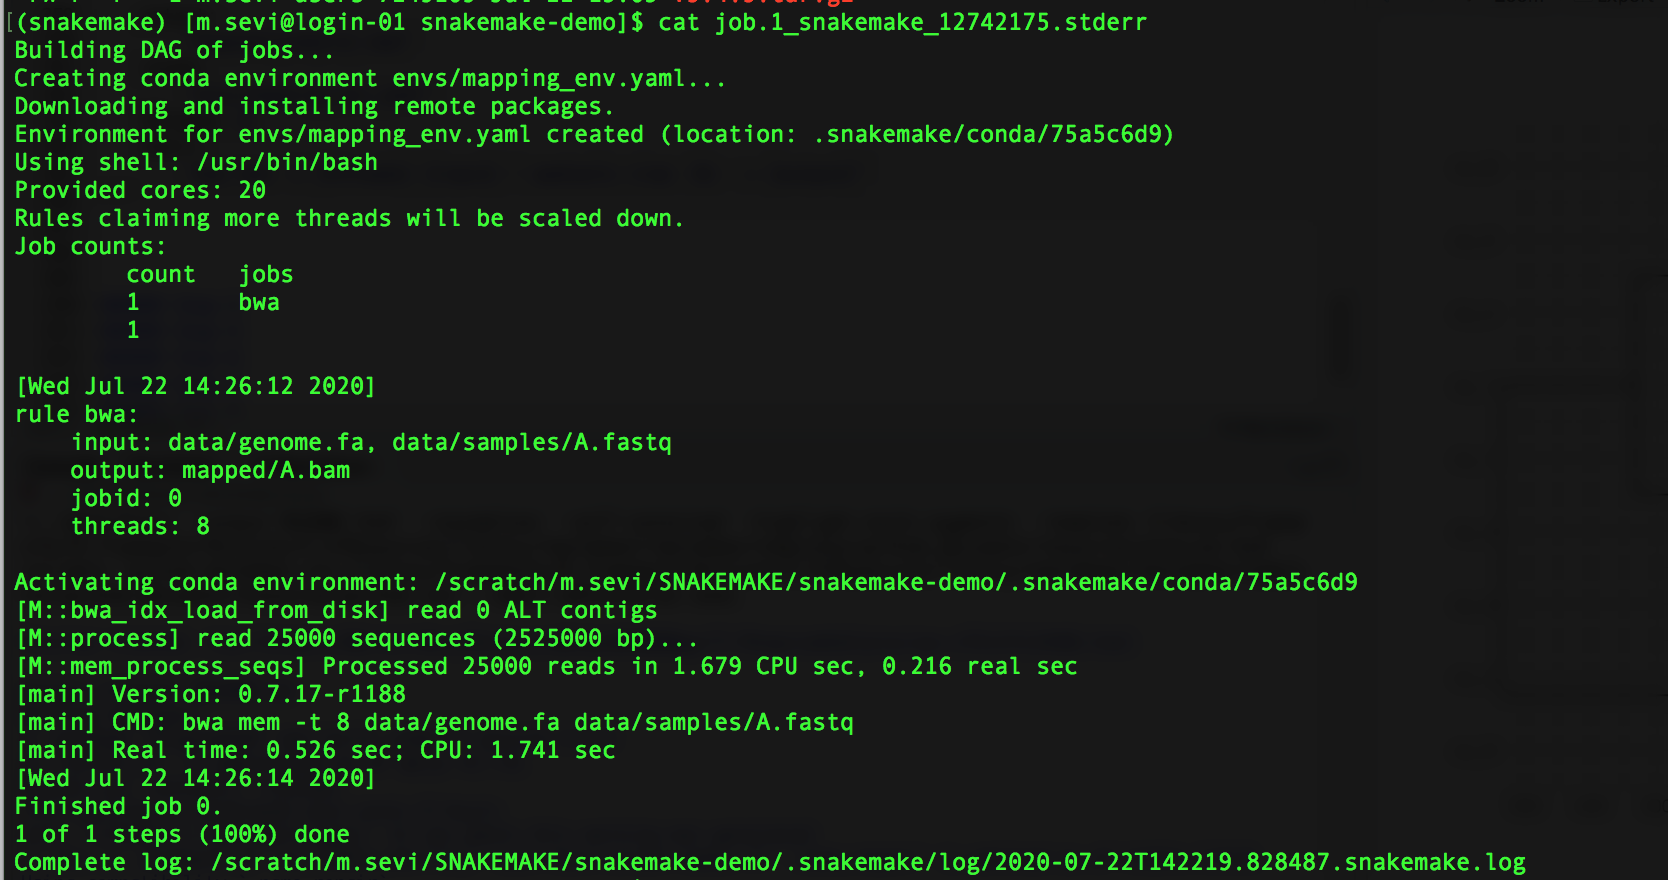 [(snakemake) [m.sevi@login-01 snakemake-demo]$ cat job.1_snakemake_12742175.stderr
Building DAG of jobs...
Creating conda environment envs/mapping_env.yaml...
Downloading and installing remote packages.
Environment for envs/mapping_env.yaml created (location: .snakemake/conda/75a5c6d9)
Using shell: /usr/bin/bash
Provided cores: 20
Rules claiming more threads will be scaled down.
Job counts:
count jobs
1 bwa
1
[Wed Jul 22 14:26:12 2020]
rule bwa:
input: data/genome.fa, data/samples/A.fastq
output: mapped/A.bam
jobid: 0
threads: 8
Activating conda environment: /scratch/m.sevi/SNAKEMAKE/snakemake-demo/.snakemake/conda/75a5c6d9
[M::bwa_idx_load_from_disk] read 0 ALT contigs
[M::process] read 25000 sequences (2525000 bp)...
[M::mem_process_seqs] Processed 25000 reads in 1.679 CPU sec, 0.216 real sec
[main] Version: 0.7.17-r1188
[main] CMD: bwa mem -t 8 data/genome.fa data/samples/A.fastq
[main] Real time: 0.526 sec; CPU: 1.741 sec
[Wed Jul 22 14:26:14 2020]
Finished job 0.
1 of 1 steps (100%) done
Complete log: /scratch/m.sevi/SNAKEMAKE/snakemake-demo/.snakemake/log/2020-07-22T142219.828487.snakemake.log